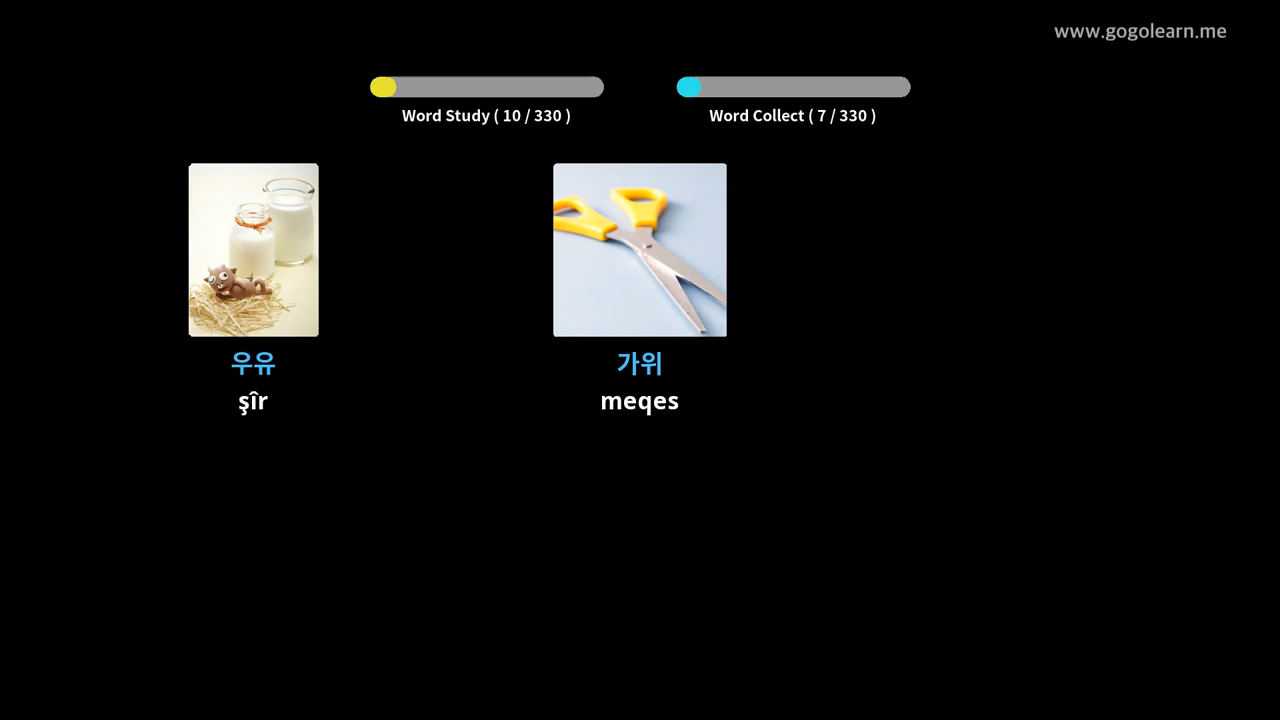 www.gogolearn.me
Word Study ( 10 / 330 )
Word Collect ( 7 / 330 )
우유
şîr
가위
meqes